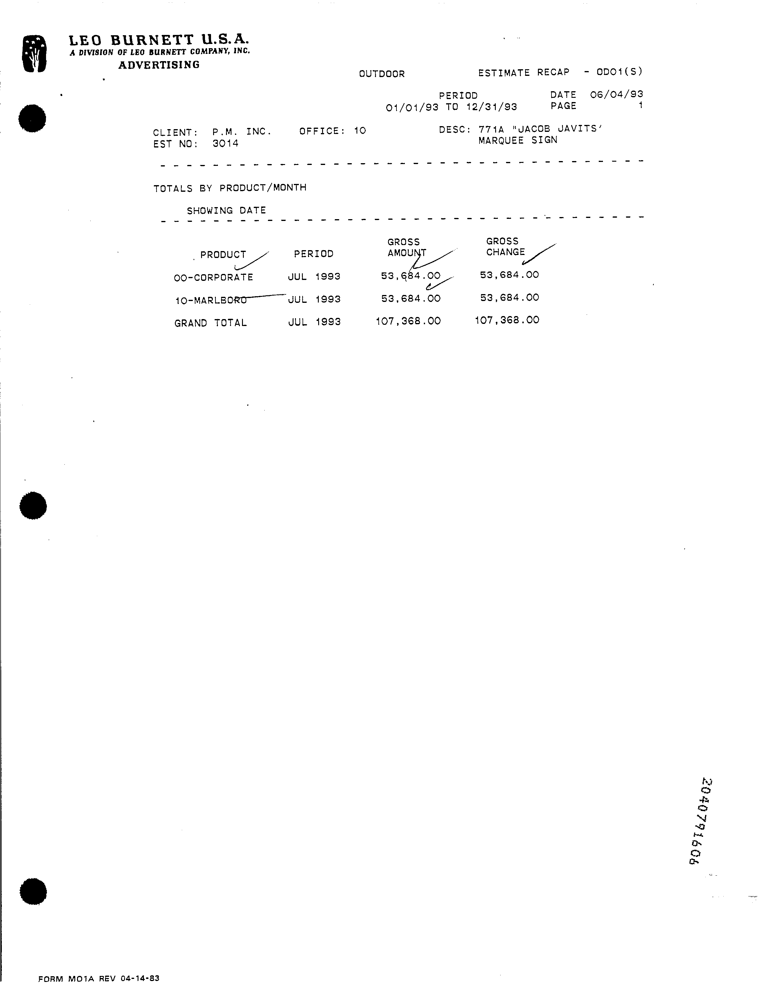 LEO BURNETT U.S.A.
A DIVISION OF LEO BURNETT COMPANY, INC.
ADVERTISING
OUTDOOR ESTIMATE RECAP - ODO1(S)
PERIOD DATE 06/04/93
01/01/93 TO 12/31/93 PAGE 1
CLIENT: P.M. INC. OFFICE: 10 DESC: 771A "JACOB JAVITS'
EST NO: 3014 MARQUEE SIGN
TOTALS BY PRODUCT/MONTH
SHOWING DATE
GROSS GROSS
PRODUCT PERIOD AMOUNT CHANGE
00-CORPORATE JUL 1993 53,684.00 53,684.00
10-MARLBORO JUL 1993 53,684.00 53,684.00
GRAND TOTAL JUL 1993 107,368.00 107,368.00
2040791606
FORM MO1A REV 04-14-83